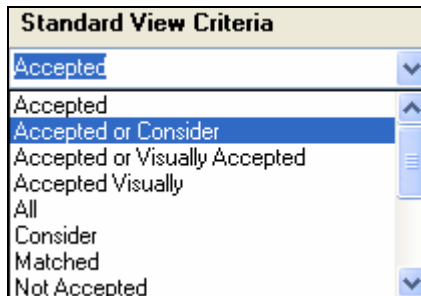 Standard View Criteria
Accepted
Accepted
Accepted or Consider
Accepted or Visually Accepted
Accepted Visually
All
Consider
Matched
Not Accepted